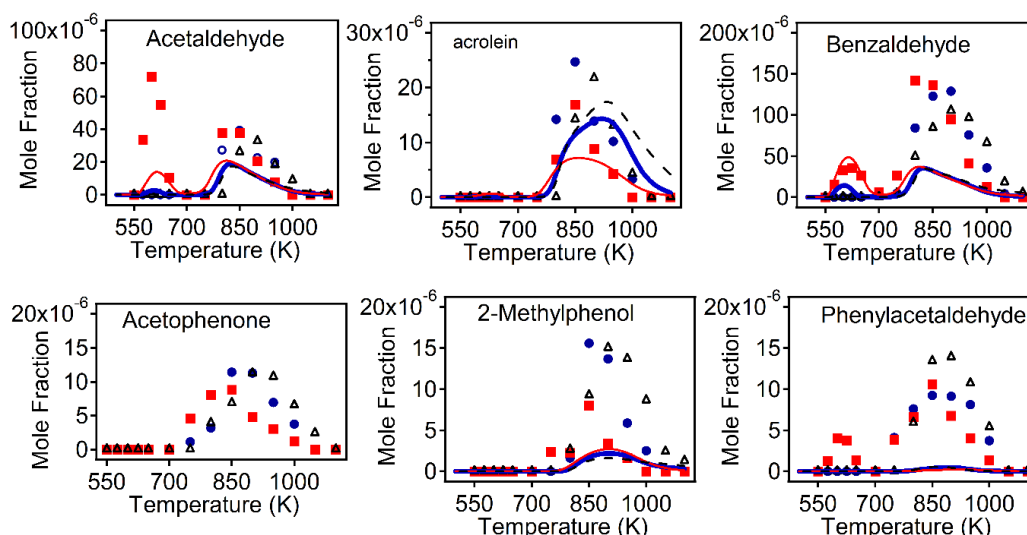 100x10-6
80
60
40
20
0
Mole Fraction
Acetaldehyde
550 700 850 1000
Temperature (K)
30x10-6
20
10
0
Mole Fraction
acrolein
550 700 850 1000
Temperature (K)
200x10-6
150
100
50
0
Mole Fraction
Benzaldehyde
550 700 850 1000
Temperature (K)
20x10-6
15
10
5
0
Mole Fraction
Acetophenone
550 700 850 1000
Temperature (K)
20x10-6
15
10
5
0
Mole Fraction
2-Methylphenol
550 700 850 1000
Temperature (K)
20x10-6
15
10
5
0
Mole Fraction
Phenylacetaldehyde
550 700 850 1000
Temperature (K)